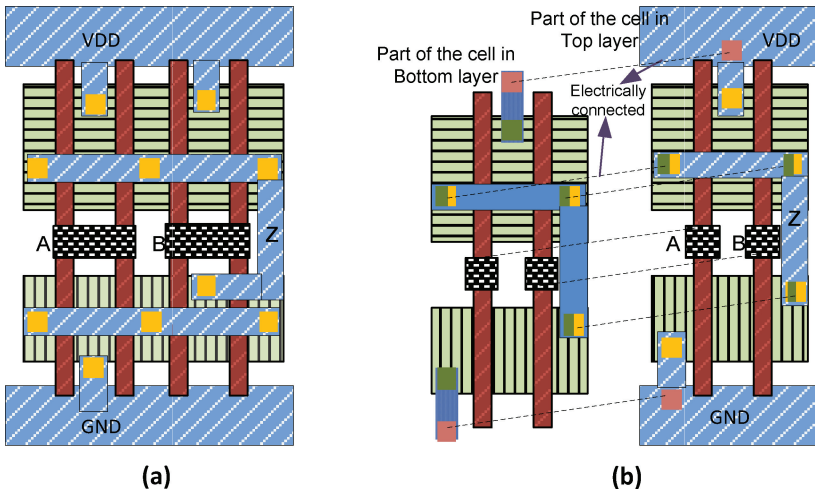 VDD
A
B
Z
GND
(a)
Part of the cell in
Bottom layer
Part of the cell in
Top layer
Electrically
connected
VDD
A
B
Z
GND
(b)